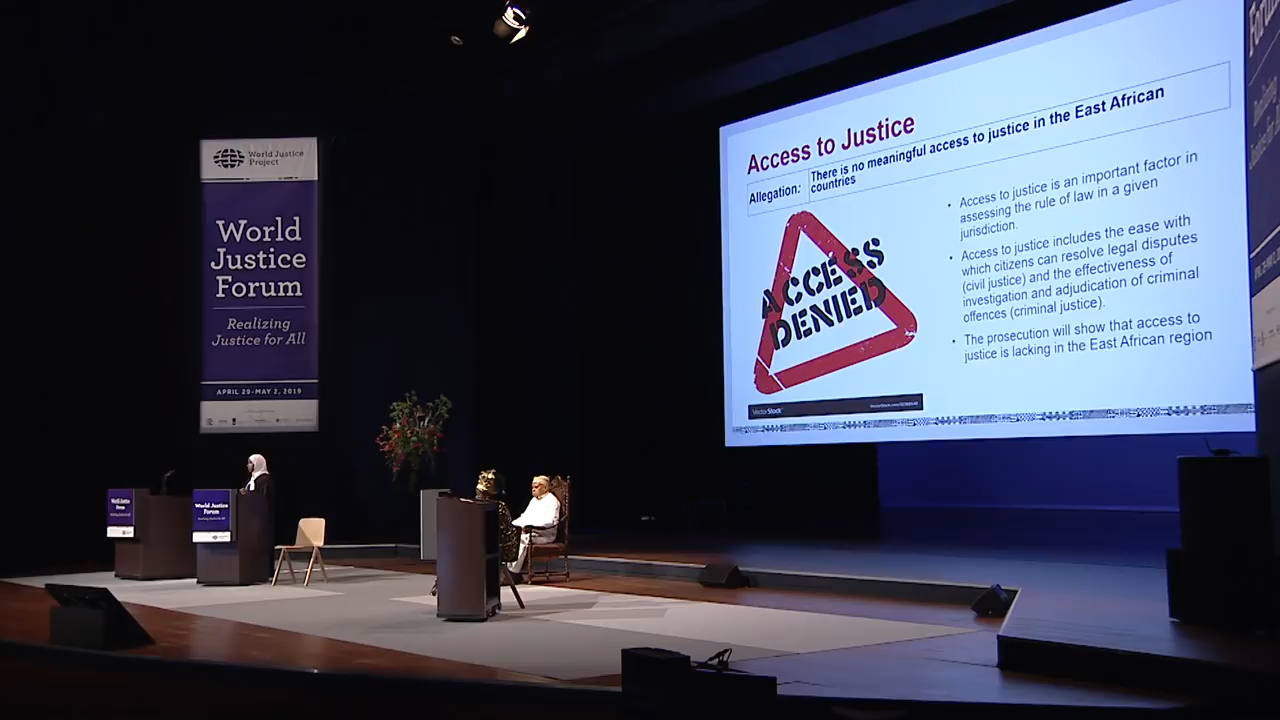 World Justice
Project
World
Justice
Forum
Realizing
Justice for All
APRIL 29-MAY 2, 2019
World Justice
Forum
World Justice
Forum
Access to Justice
Allegation:
There is no meaningful access to justice in the East African
countries
ACCESS
DENIED
VectorStock
• Access to justice is an important factor in
assessing the rule of law in a given
jurisdiction.
• Access to justice includes the ease with
which citizens can resolve legal disputes
(civil justice) and the effectiveness of
investigation and adjudication of criminal
offences (criminal justice).
• The prosecution will show that access to
justice is lacking in the East African region